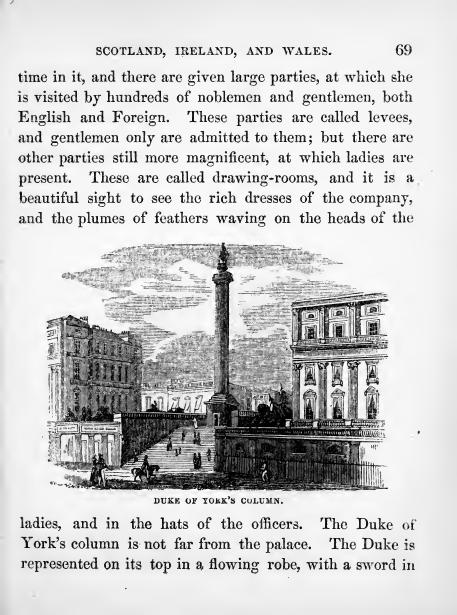 SCOTLAND, IRELAND, AND WALES. 69
time in it, and there are given large parties, at which she
is visited by hundreds of noblemen and gentlemen, both
English and Foreign. These parties are called levees,
and gentlemen only are admitted to them; but there are
other parties still more magnificent, at which ladies are
present. These are called drawing-rooms, and it is a
beautiful sight to see the rich dresses of the company,
and the plumes of feathers waving on the heads of the
DUKE OF YORK'S COLUMN.
ladies, and in the hats of the officers. The Duke of
York's column is not far from the palace. The Duke is
represented on its top in a flowing robe, with a sword in